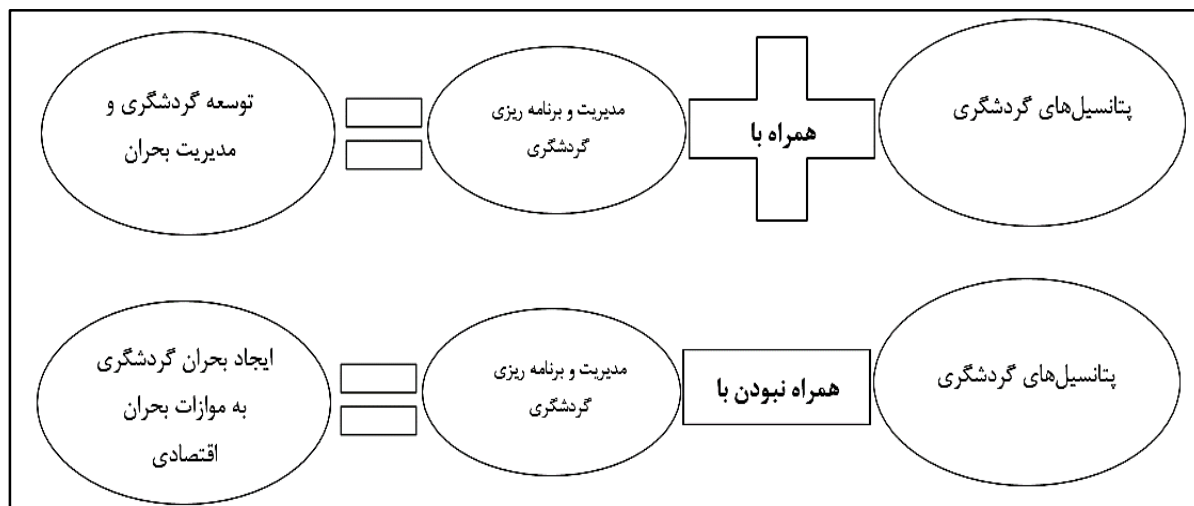 پتانسیل‌های گردشگری
همراه با
مدیریت و برنامه ریزی
گردشگری
توسعه گردشگری و
مدیریت بحران
پتانسیل‌های گردشگری
همراه نبودن با
مدیریت و برنامه ریزی
گردشگری
ایجاد بحران گردشگری
به موازات بحران
اقتصادی